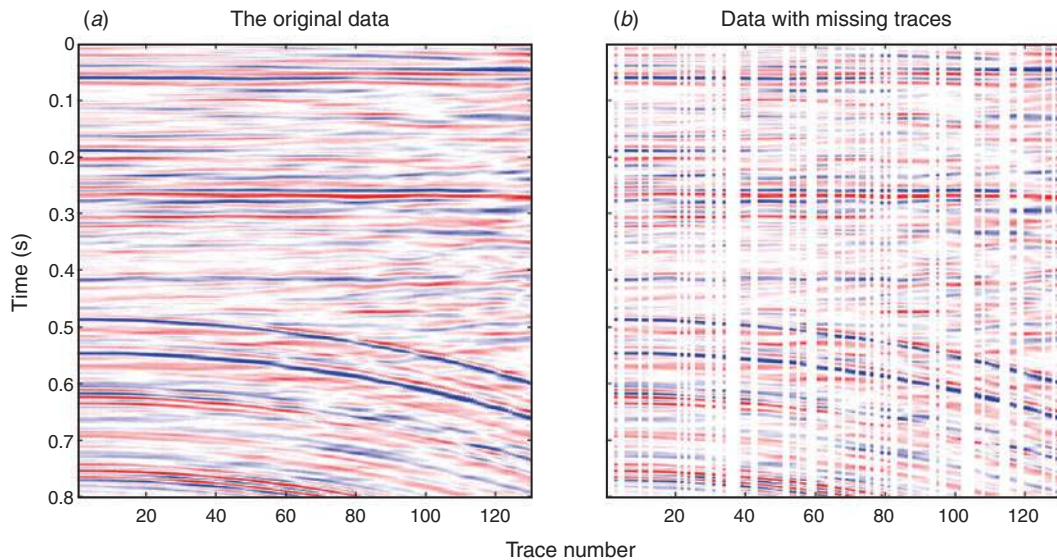 (a) The original data
(b) Data with missing traces
Time (s)
0
0.1
0.2
0.3
0.4
0.5
0.6
0.7
0.8
20 40 60 80 100 120
20 40 60 80 100 120
Trace number